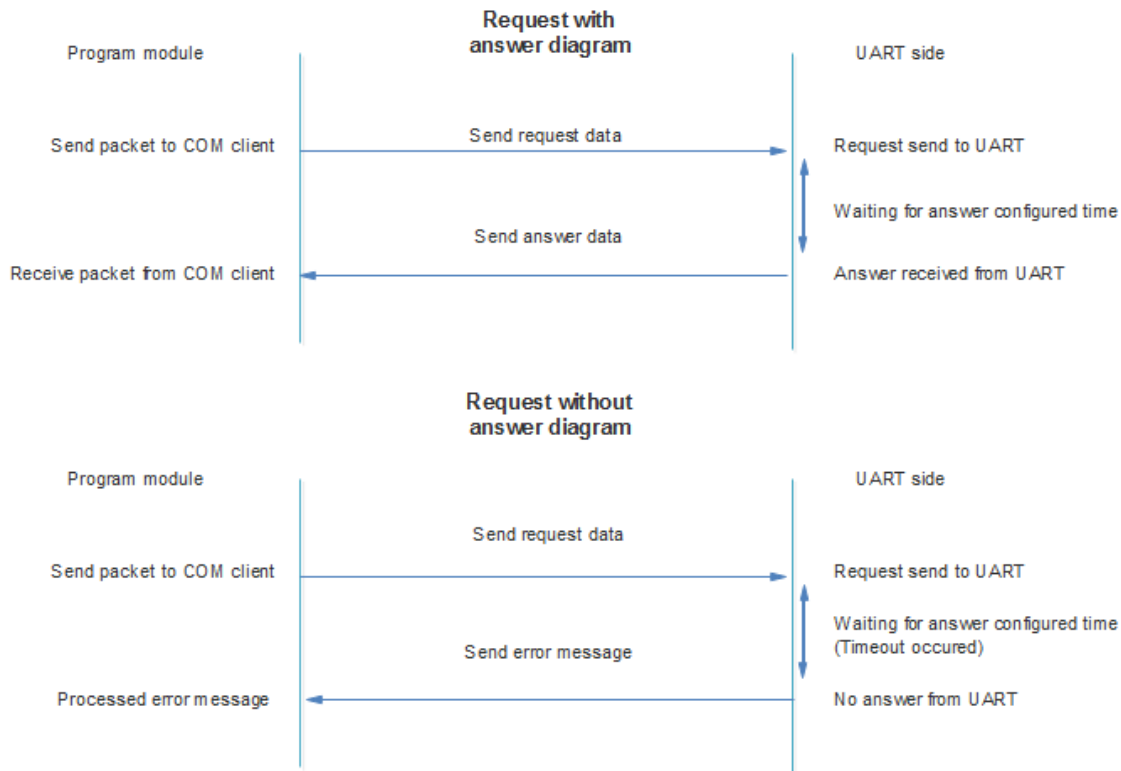 Request with
answer diagram
Program module
UART side
Send packet to COM client
Send request data
Request send to UART
Waiting for answer configured time
Send answer data
Receive packet from COM client
Answer received from UART
Request without
answer diagram
Program module
UART side
Send request data
Send packet to COM client
Request send to UART
Waiting for answer configured time
(Timeout occured)
Send error message
Processed error message
No answer from UART